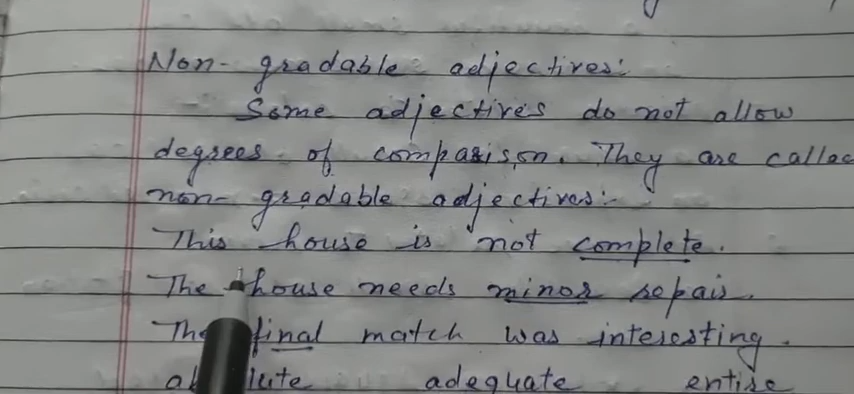 Non-gradable adjectives:
Some adjectives do not allow
degrees of comparison. They are called
non-gradable adjectives:-
This house is not complete.
The house needs minor repair.
The final match was interesting.
adequate entire